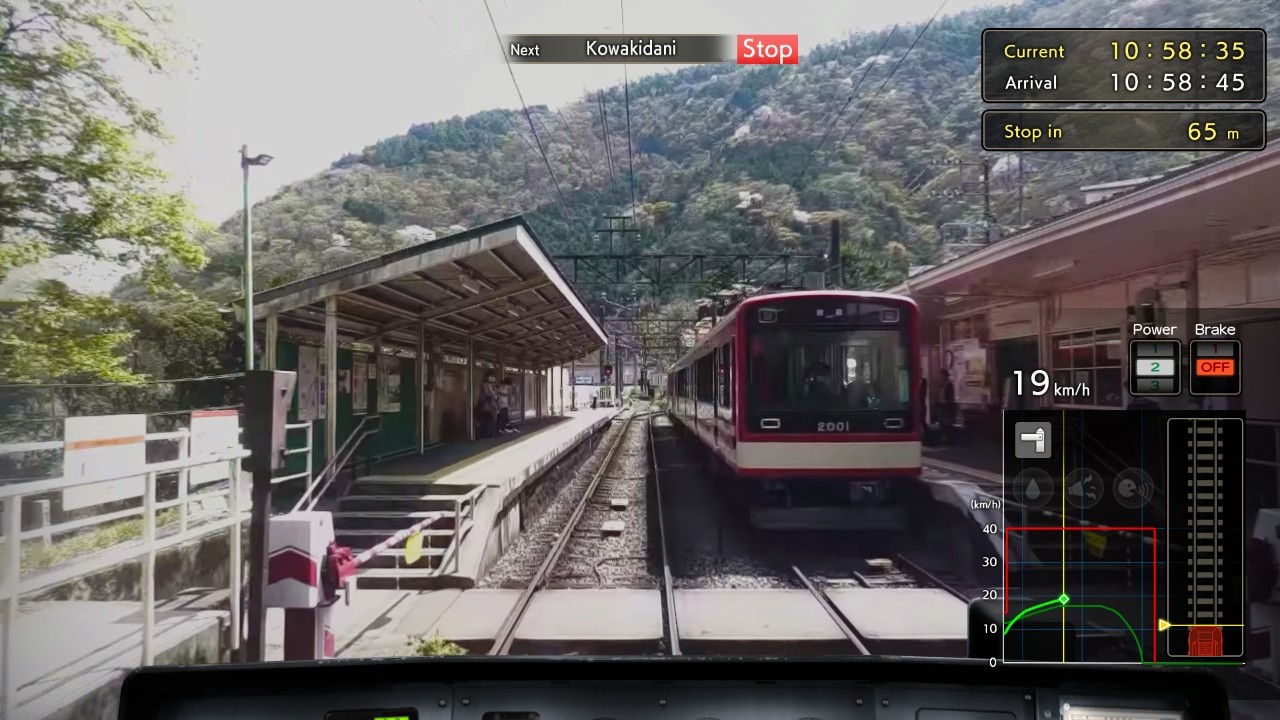 Next Kowakidani Stop
Current 10:58:35
Arrival 10:58:45
Stop in 65 m
Power Brake
1 1
2 OFF
3
19 km/h
2001
(km/h)
40
30
20
10
0